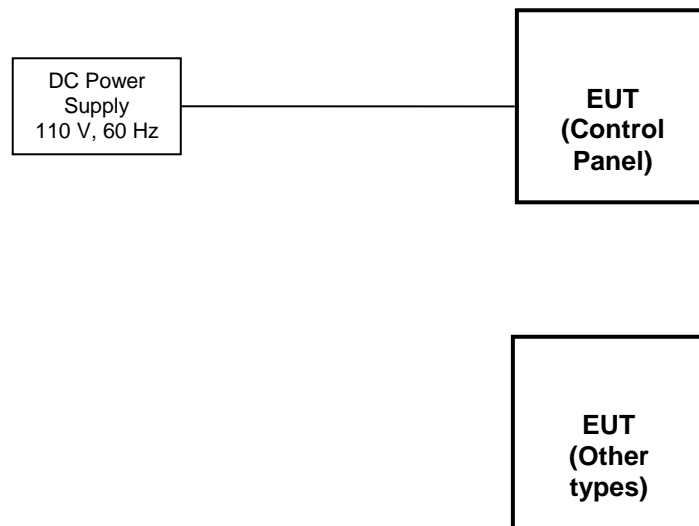 DC Power
Supply
110 V, 60 Hz
EUT
(Control
Panel)
EUT
(Other
types)